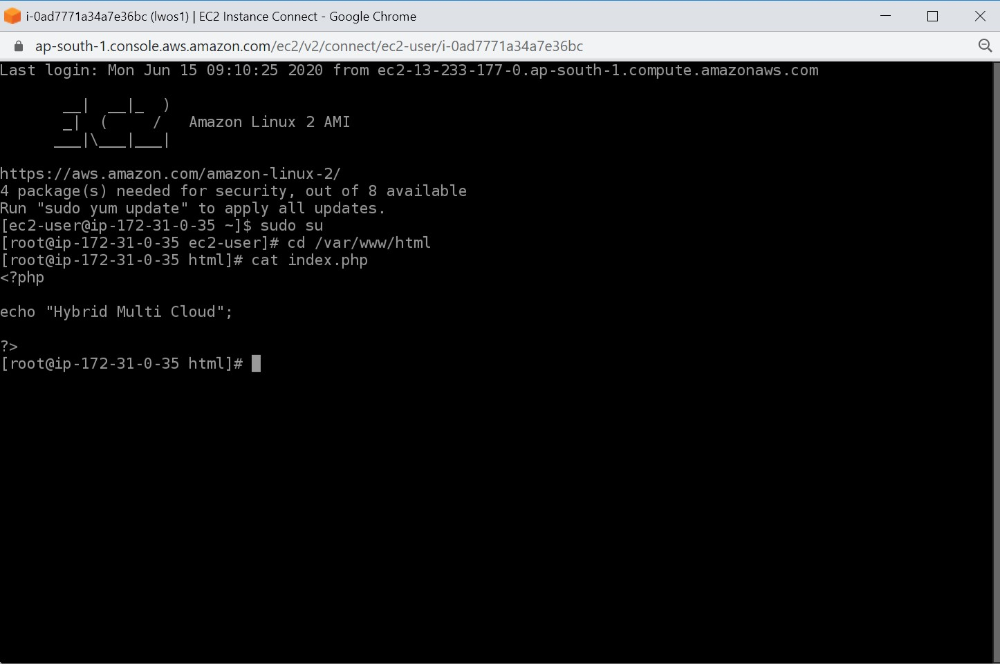 i-0ad7771a34a7e36bc (lwos1) | EC2 Instance Connect - Google Chrome
ap-south-1.console.aws.amazon.com/ec2/v2/connect/ec2-user/i-0ad7771a34a7e36bc
Last login: Mon Jun 15 09:10:25 2020 from ec2-13-233-177-0.ap-south-1.compute.amazonaws.com
       __|  __|_  )
       _|  (     /   Amazon Linux 2 AMI
      ___|\___|___|
https://aws.amazon.com/amazon-linux-2/
4 package(s) needed for security, out of 8 available
Run "sudo yum update" to apply all updates.
[ec2-user@ip-172-31-0-35 ~]$ sudo su
[root@ip-172-31-0-35 ec2-user]# cd /var/www/html
[root@ip-172-31-0-35 html]# cat index.php
<?php
echo "Hybrid Multi Cloud";
?>
[root@ip-172-31-0-35 html]#